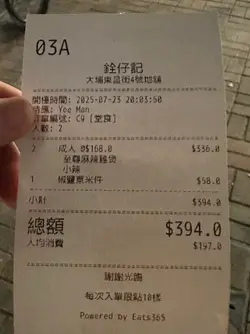 03A
銓仔記
大埔東昌街4號地舖
開檯時間: 2025-07-25 20:03:50
侍應: Yee Man
訂單編號: C9 [堂食]
人數: 2
2 成人 @$168.0 $336.0
至尊麻辣雞煲
小辣
1 椒鹽粟米件 $58.0
小計 $394.0
總額 $394.0
人均消費 $197.0
謝謝光臨
每次入單限點10樣
Powered by Eats365